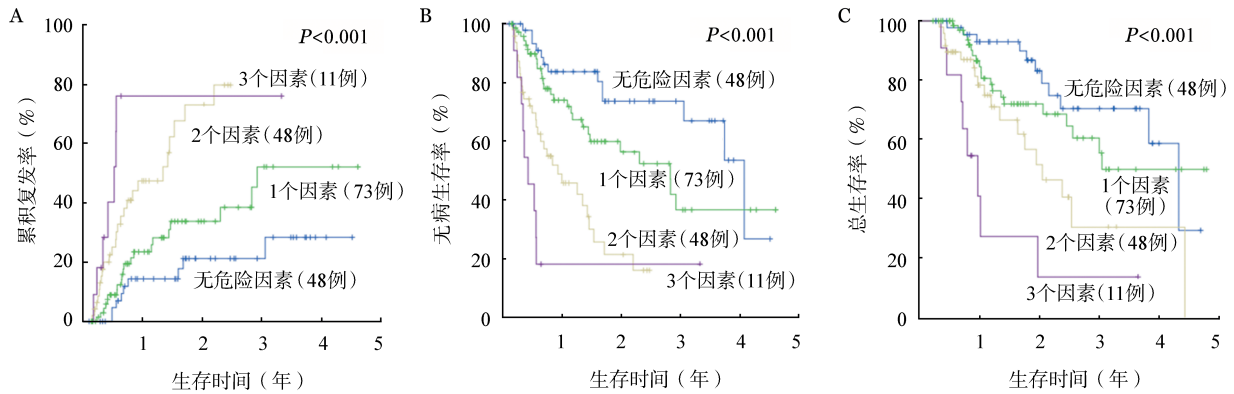 A
P<0.001
3个因素(11例)
2个因素(48例)
1个因素(73例)
无危险因素(48例)
累积复发率（%）
100
80
60
40
20
0
1 2 3 4 5
生存时间（年）
B
P<0.001
无危险因素(48例)
1个因素(73例)
2个因素(48例)
3个因素(11例)
无病生存率（%）
100
80
60
40
20
0
1 2 3 4 5
生存时间（年）
C
P<0.001
无危险因素(48例)
1个因素
(73例)
2个因素(48例)
3个因素(11例)
总生存率（%）
100
80
60
40
20
0
1 2 3 4 5
生存时间（年）